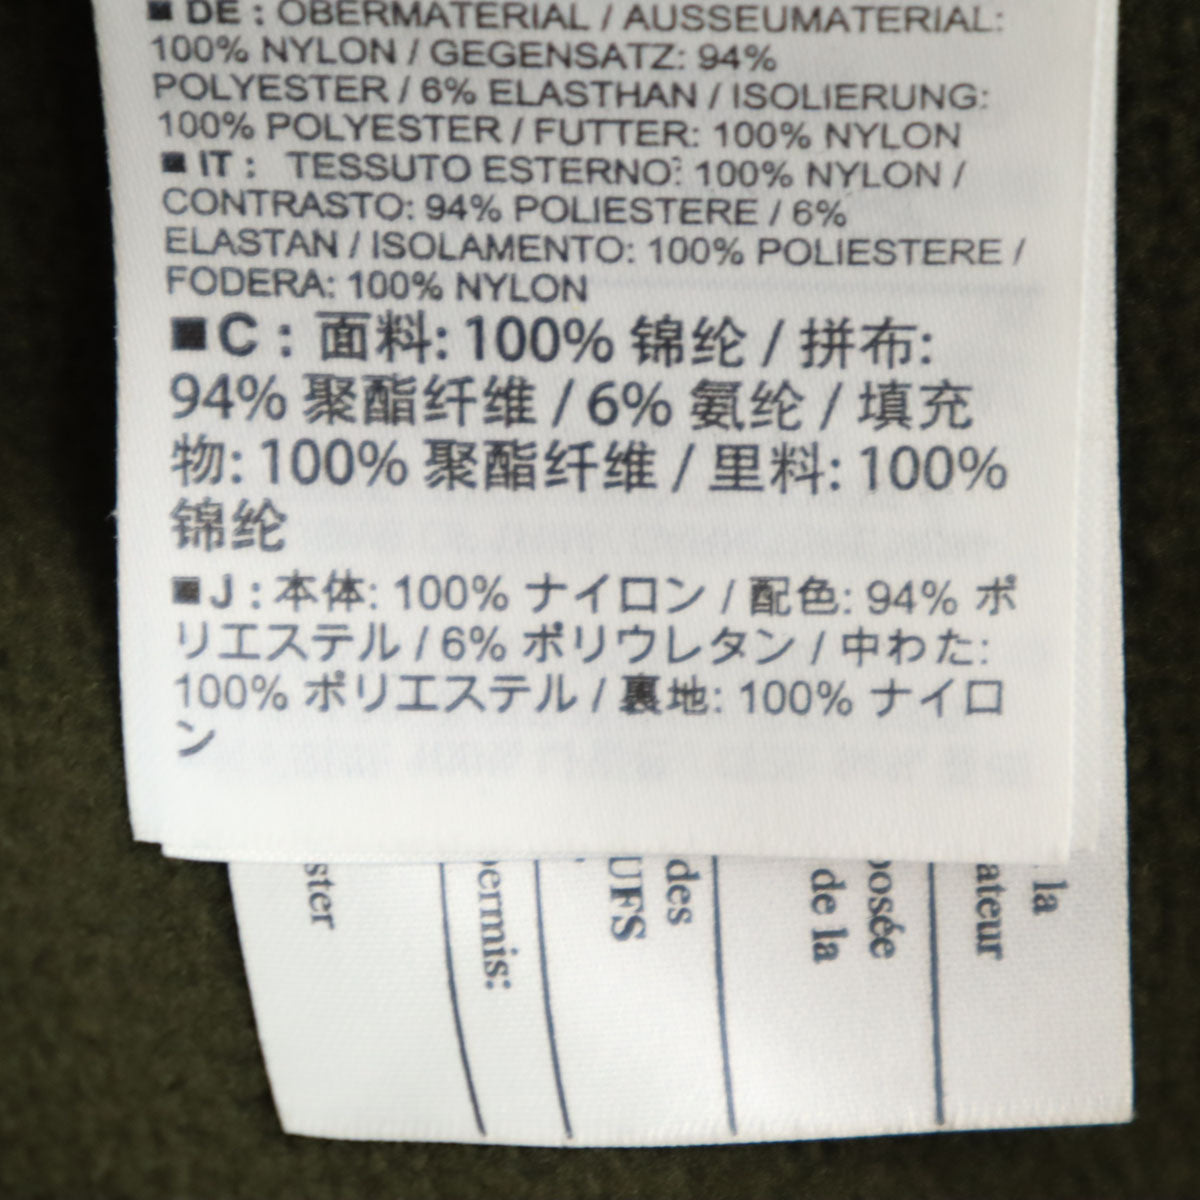 ■ DE : OBERMATERIAL / AUSSEUMATERIAL:
100% NYLON / GEGENSATZ: 94%
POLYESTER / 6% ELASTHAN / ISOLIERUNG:
100% POLYESTER / FUTTER: 100% NYLON
■ IT : TESSUTO ESTERNO: 100% NYLON /
CONTRASTO: 94% POLIESTERE / 6%
ELASTAN / ISOLAMENTO: 100% POLIESTERE /
FODERA: 100% NYLON
■ C : 面料: 100% 锦纶 / 拼布:
94% 聚酯纤维 / 6% 氨纶 / 填充
物: 100% 聚酯纤维 / 里料: 100%
锦纶
■ J : 本体: 100% ナイロン / 配色: 94% ポ
リエステル / 6% ポリウレタン / 中わた:
100% ポリエステル / 裏地: 100% ナイロ
ン
la
ateur
posée
de la
des
UFS
permis:
ster